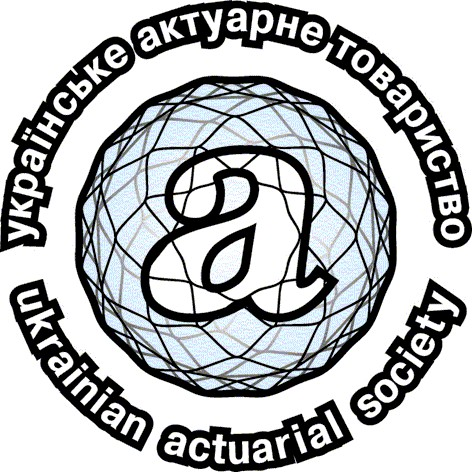 українське актуарне товариство
a
ukrainian actuarial society